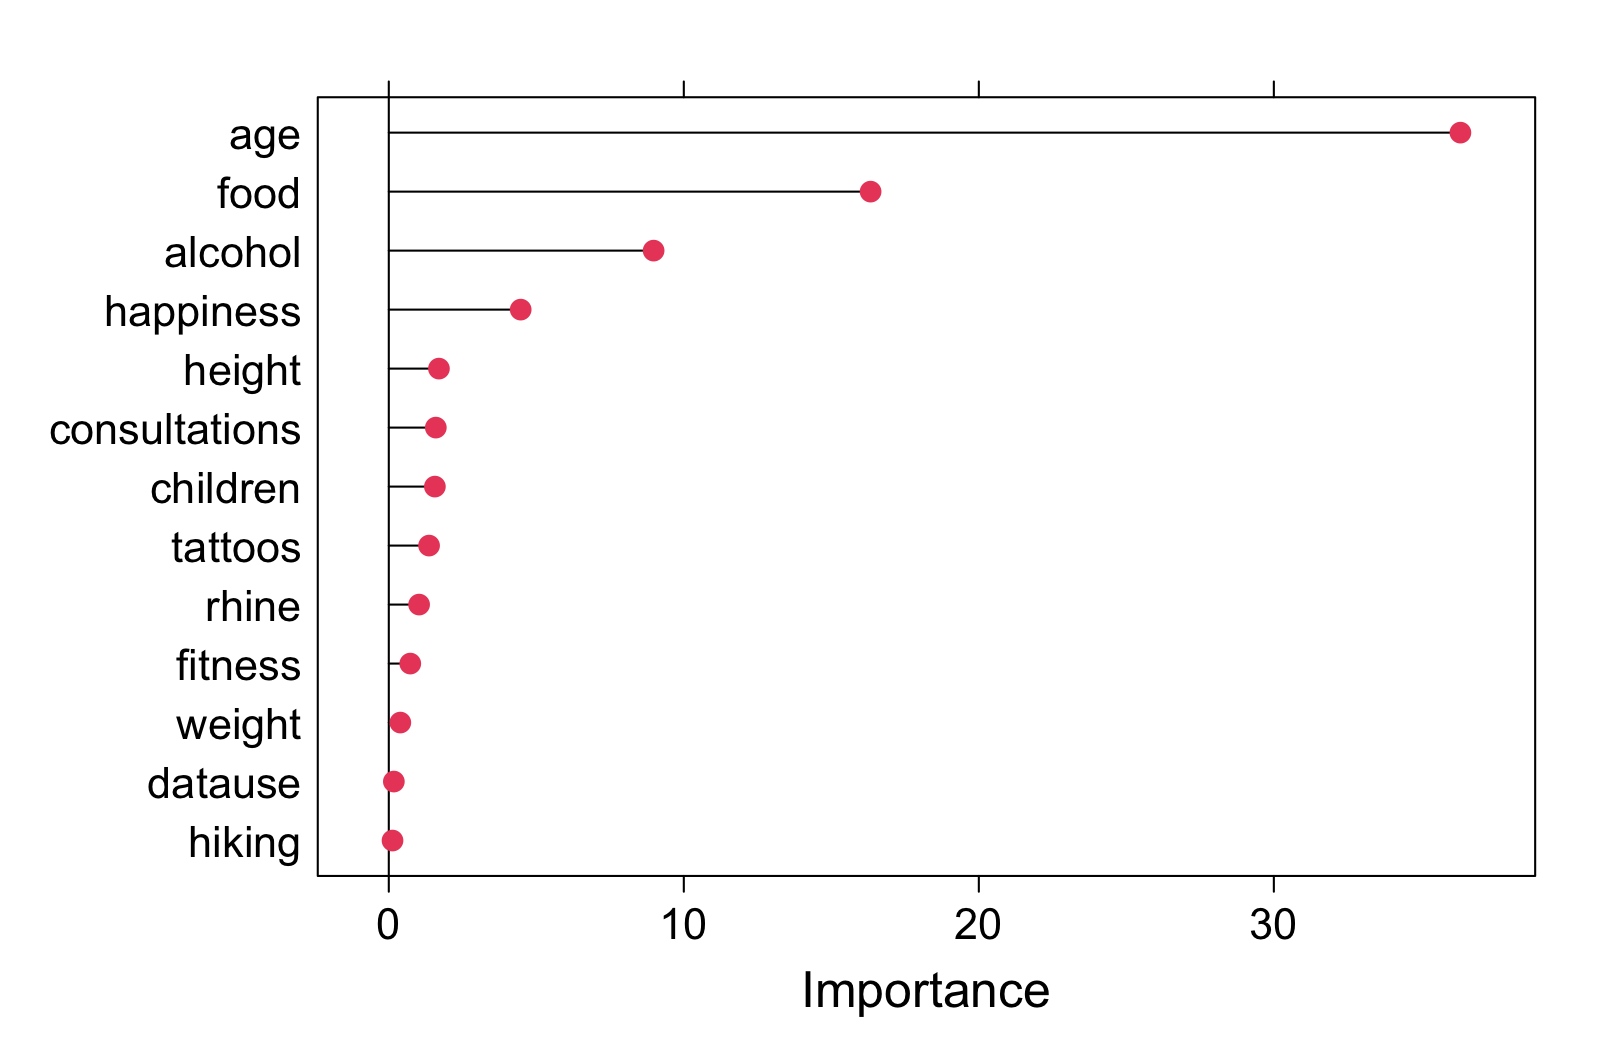 age
food
alcohol
happiness
height
consultations
children
tattoos
rhine
fitness
weight
datause
hiking
0 10 20 30
Importance